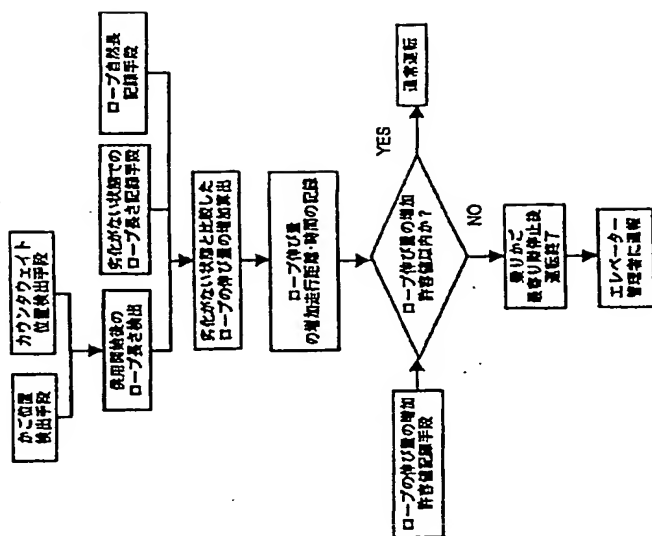 かご位置
検出手段
カウンタウェイト
位置検出手段
供用開始後の
ロープ長さ検出
劣化がない状態での
ロープ長さ記録手段
ロープ自然長
記録手段
劣化がない状態と比較した
ロープの伸び量の増加算出
ロープ伸び量
の増加走行距離・時間の記録
ロープの伸び量の増加
許容値記録手段
ロープ伸び量の増加
許容値以内か?
YES
通常運転
NO
乗りかご
最寄り階停止後
運転終了
エレベーター
管理者に通報